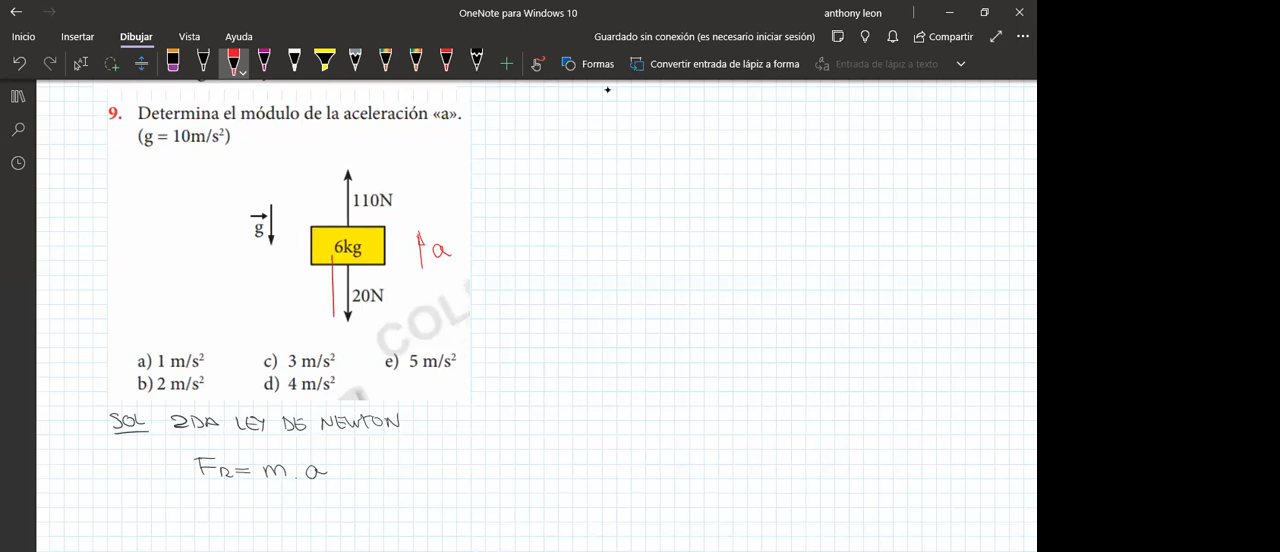 OneNote para Windows 10
anthony leon
Inicio Insertar Dibujar Vista Ayuda
Guardado sin conexión (es necesario iniciar sesión) Compartir
Formas Convertir entrada de lápiz a forma Entrada de lápiz a texto
9. Determina el módulo de la aceleración «a».
(g = 10m/s²)
110N
g
6kg
a
20N
COL
a) 1 m/s² c) 3 m/s² e) 5 m/s²
b) 2 m/s² d) 4 m/s²
SOL 2DA LEY DE NEWTON
FR = m . a